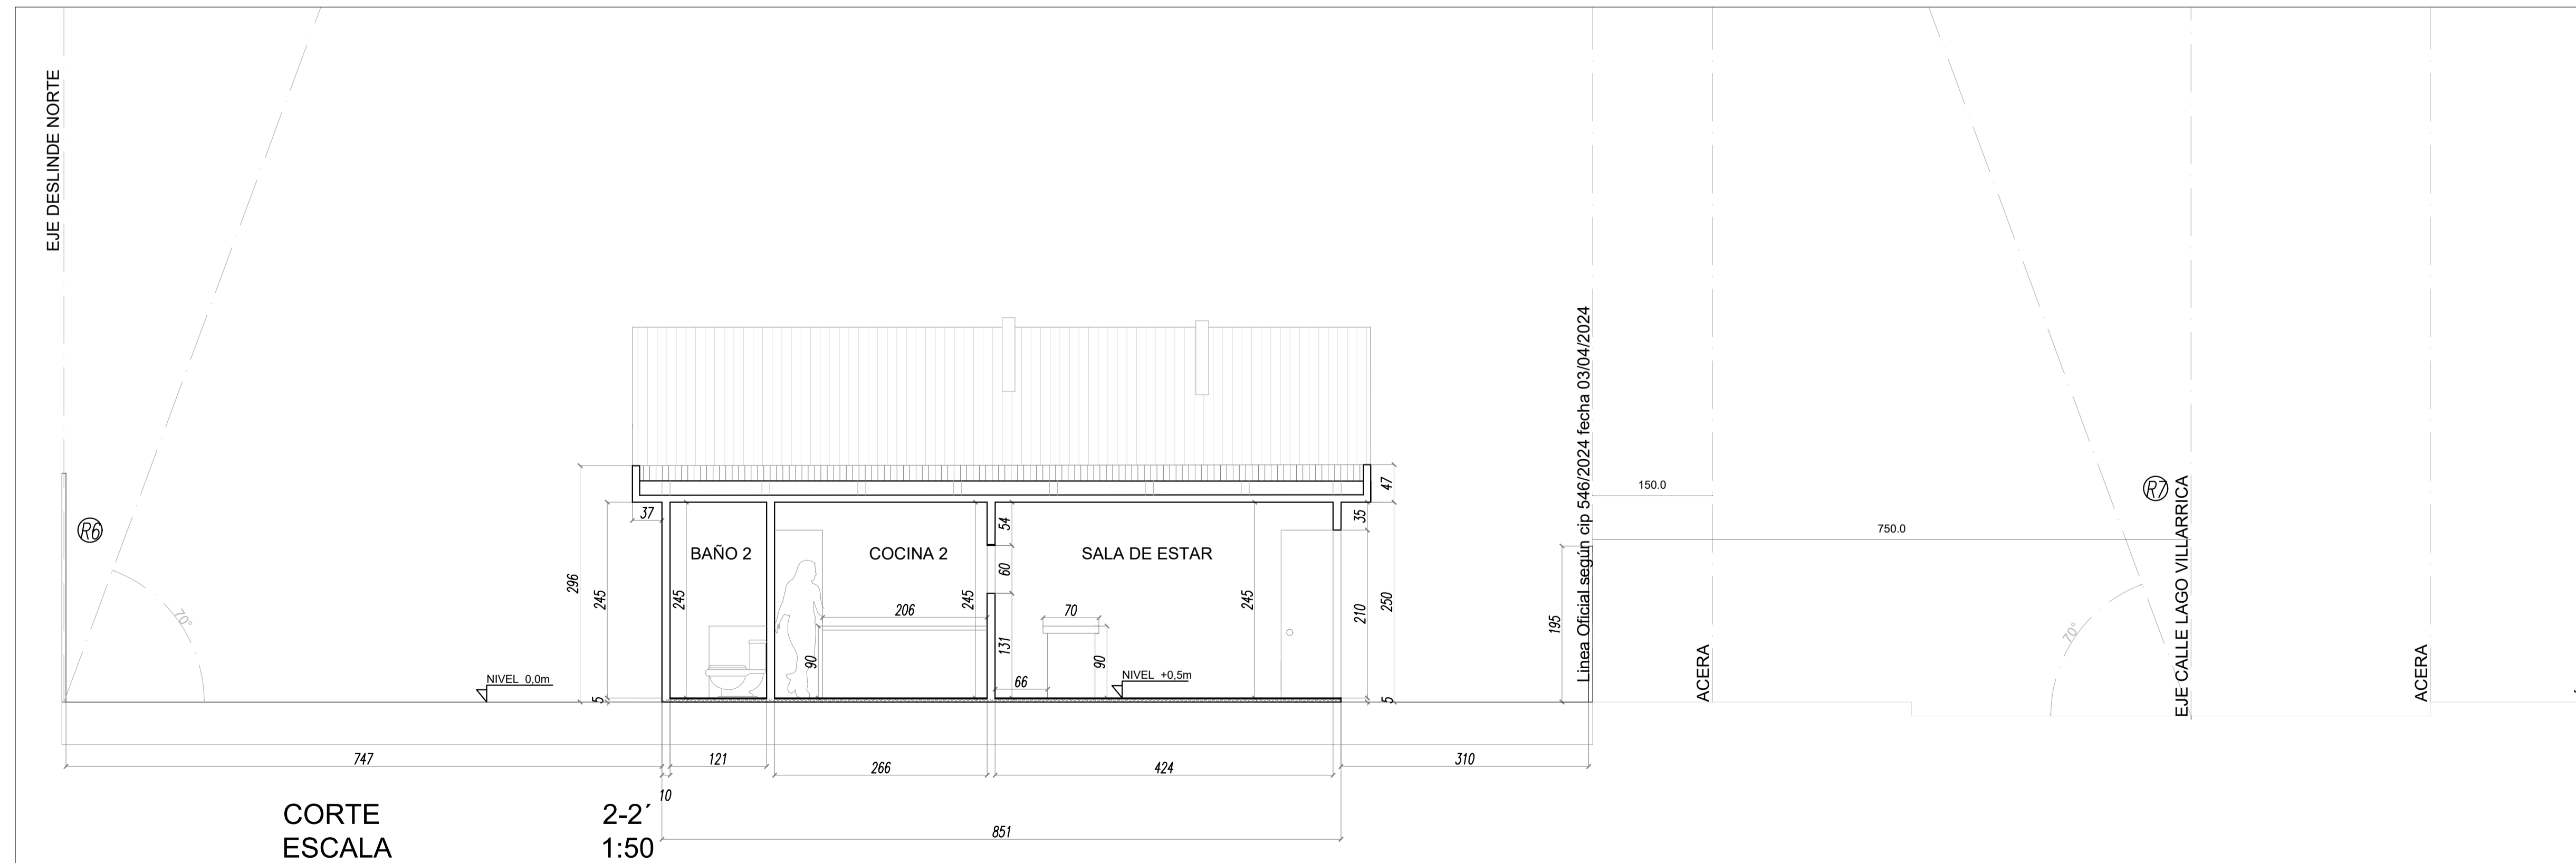 EJE DESLINDE NORTE
R6
70°
NIVEL 0,0m
296
245
5
37
245
BAÑO 2
90
COCINA 2
206
245
54
60
131
66
SALA DE ESTAR
70
90
NIVEL +0,5m
245
47
35
210
250
5
195
Linea Oficial según cip 546/2024 fecha 03/04/2024
150.0
750.0
ACERA
70°
R7
EJE CALLE LAGO VILLARRICA
ACERA
747
121
266
424
310
10
851
CORTE 2-2´
ESCALA 1:50